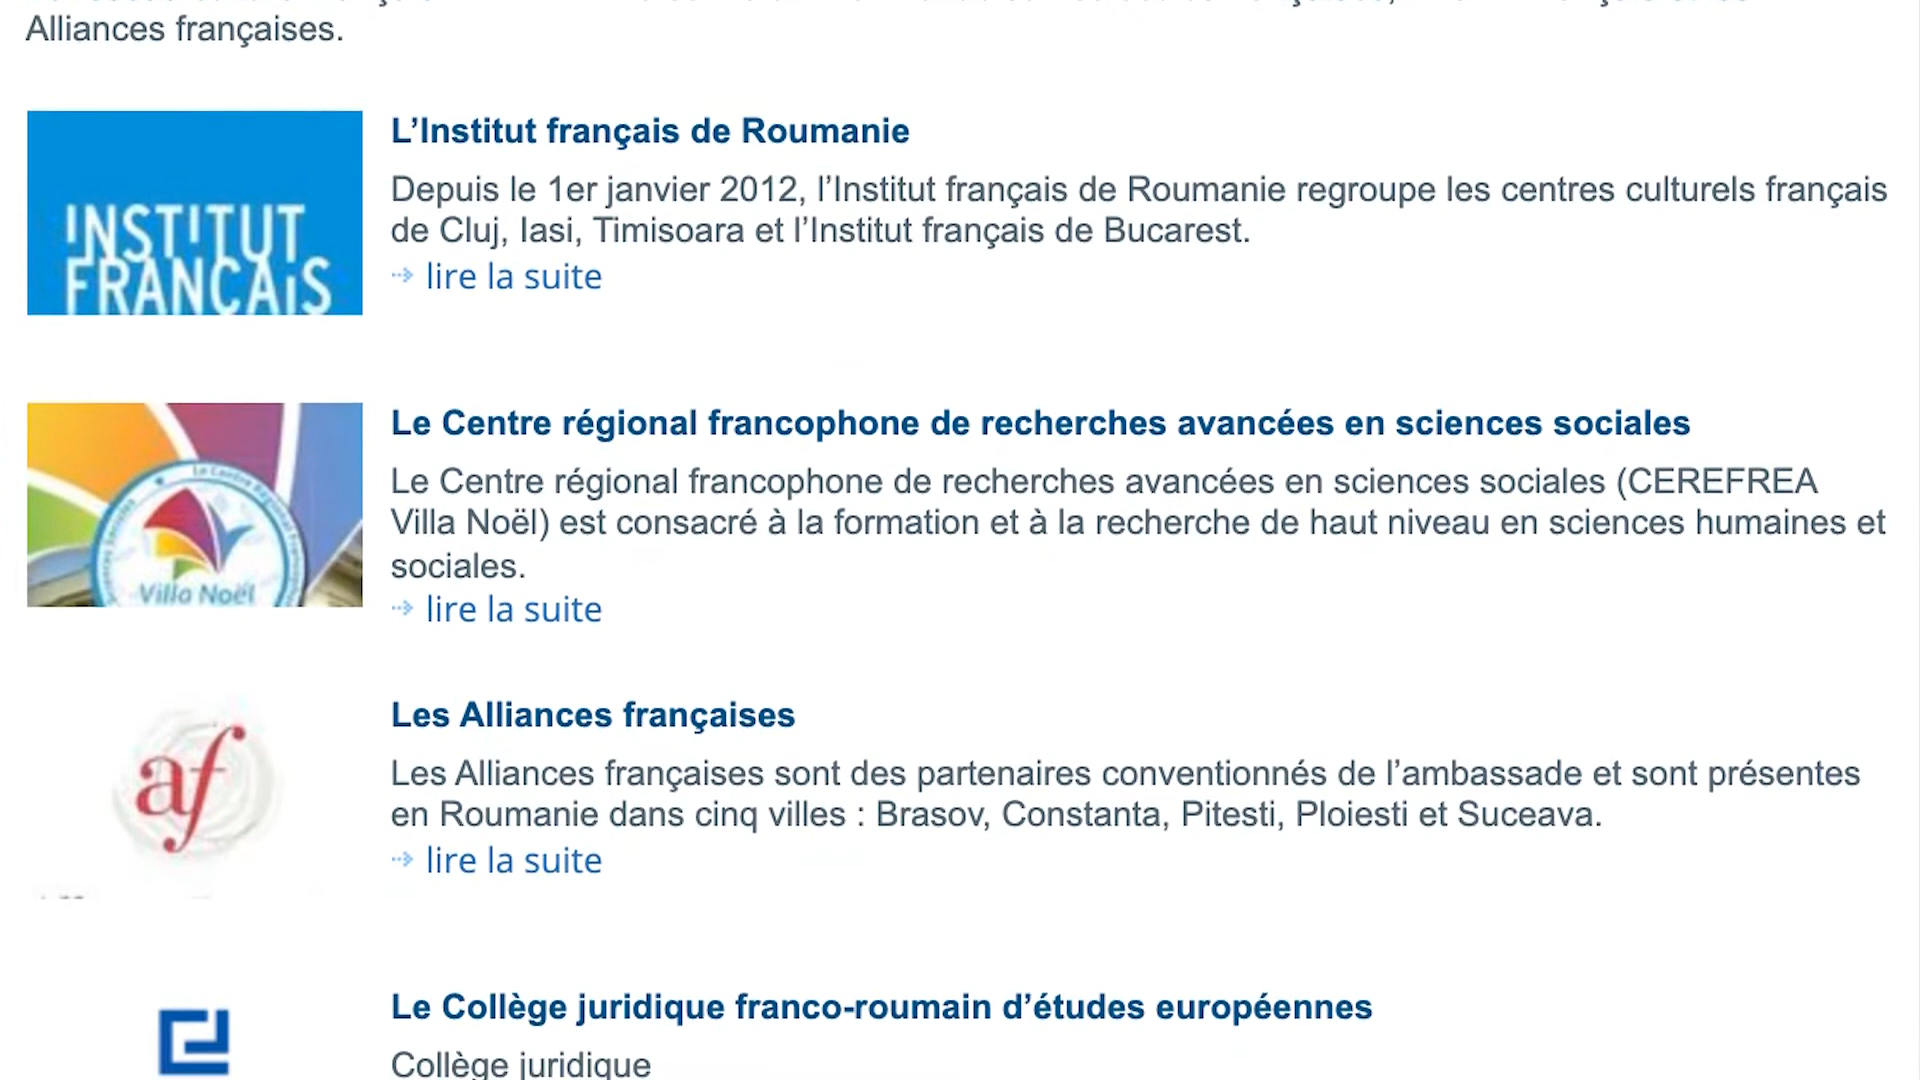 Alliances françaises.
INSTITUT
FRANÇAIS
L’Institut français de Roumanie
Depuis le 1er janvier 2012, l’Institut français de Roumanie regroupe les centres culturels français
de Cluj, Iasi, Timisoara et l’Institut français de Bucarest.
lire la suite
Villa Noël
Le Centre régional francophone de recherches avancées en sciences sociales
Le Centre régional francophone de recherches avancées en sciences sociales (CEREFREA
Villa Noël) est consacré à la formation et à la recherche de haut niveau en sciences humaines et
sociales.
lire la suite
af
Les Alliances françaises
Les Alliances françaises sont des partenaires conventionnés de l’ambassade et sont présentes
en Roumanie dans cinq villes : Brasov, Constanta, Pitesti, Ploiesti et Suceava.
lire la suite
Le Collège juridique franco-roumain d’études européennes
Collège juridique